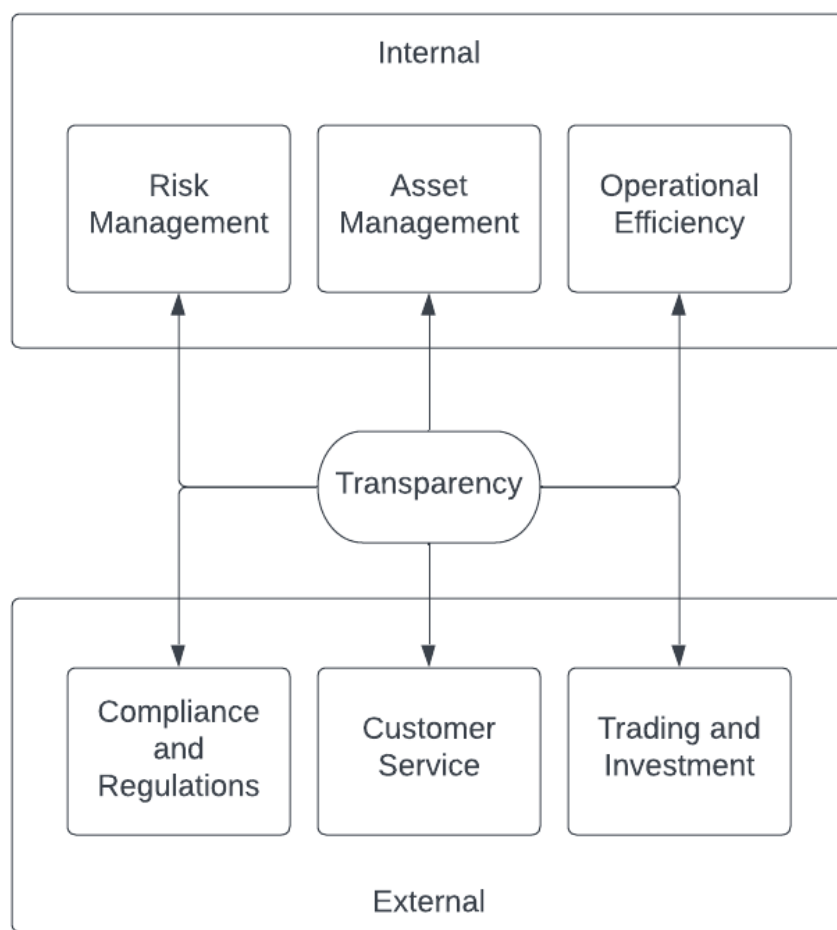 Internal
Risk
Management
Asset
Management
Operational
Efficiency
Transparency
Compliance
and
Regulations
Customer
Service
Trading and
Investment
External